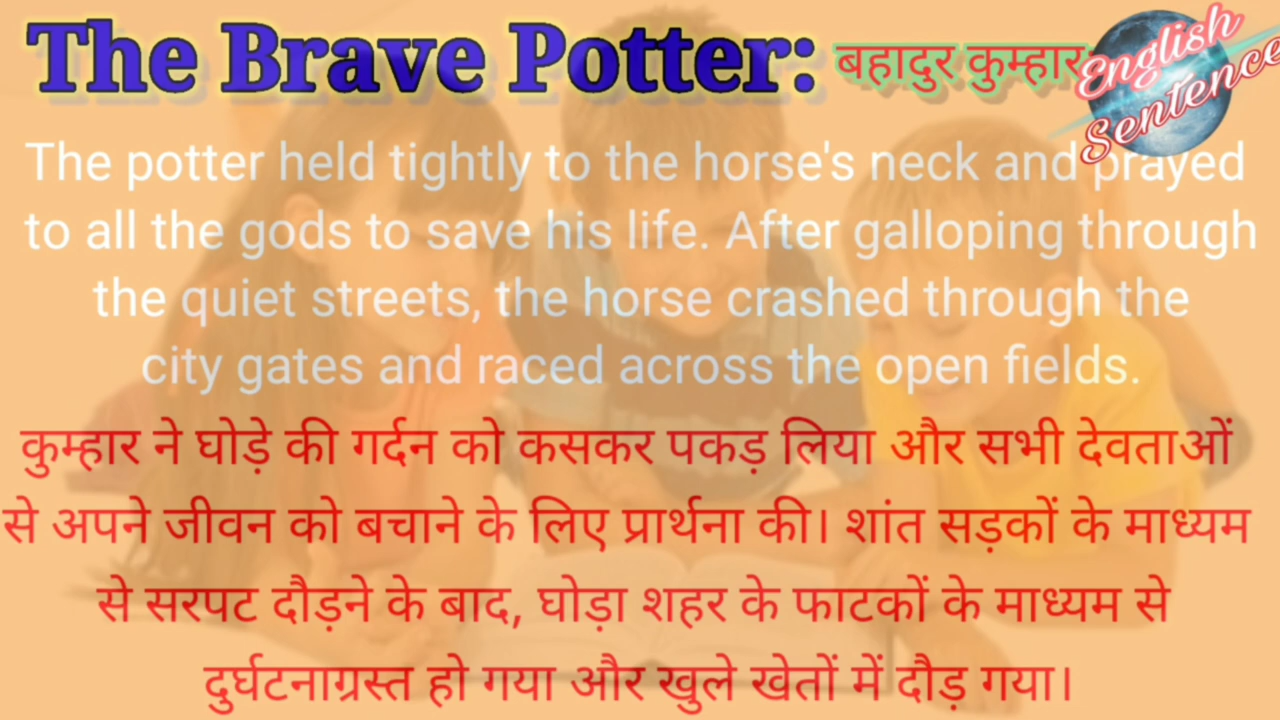 The Brave Potter: बहादुर कुम्हार
English
Sentence
The potter held tightly to the horse's neck and prayed
to all the gods to save his life. After galloping through
the quiet streets, the horse crashed through the
city gates and raced across the open fields.
कुम्हार ने घोड़े की गर्दन को कसकर पकड़ लिया और सभी देवताओं
से अपने जीवन को बचाने के लिए प्रार्थना की। शांत सड़कों के माध्यम
से सरपट दौड़ने के बाद, घोड़ा शहर के फाटकों के माध्यम से
दुर्घटनाग्रस्त हो गया और खुले खेतों में दौड़ गया।